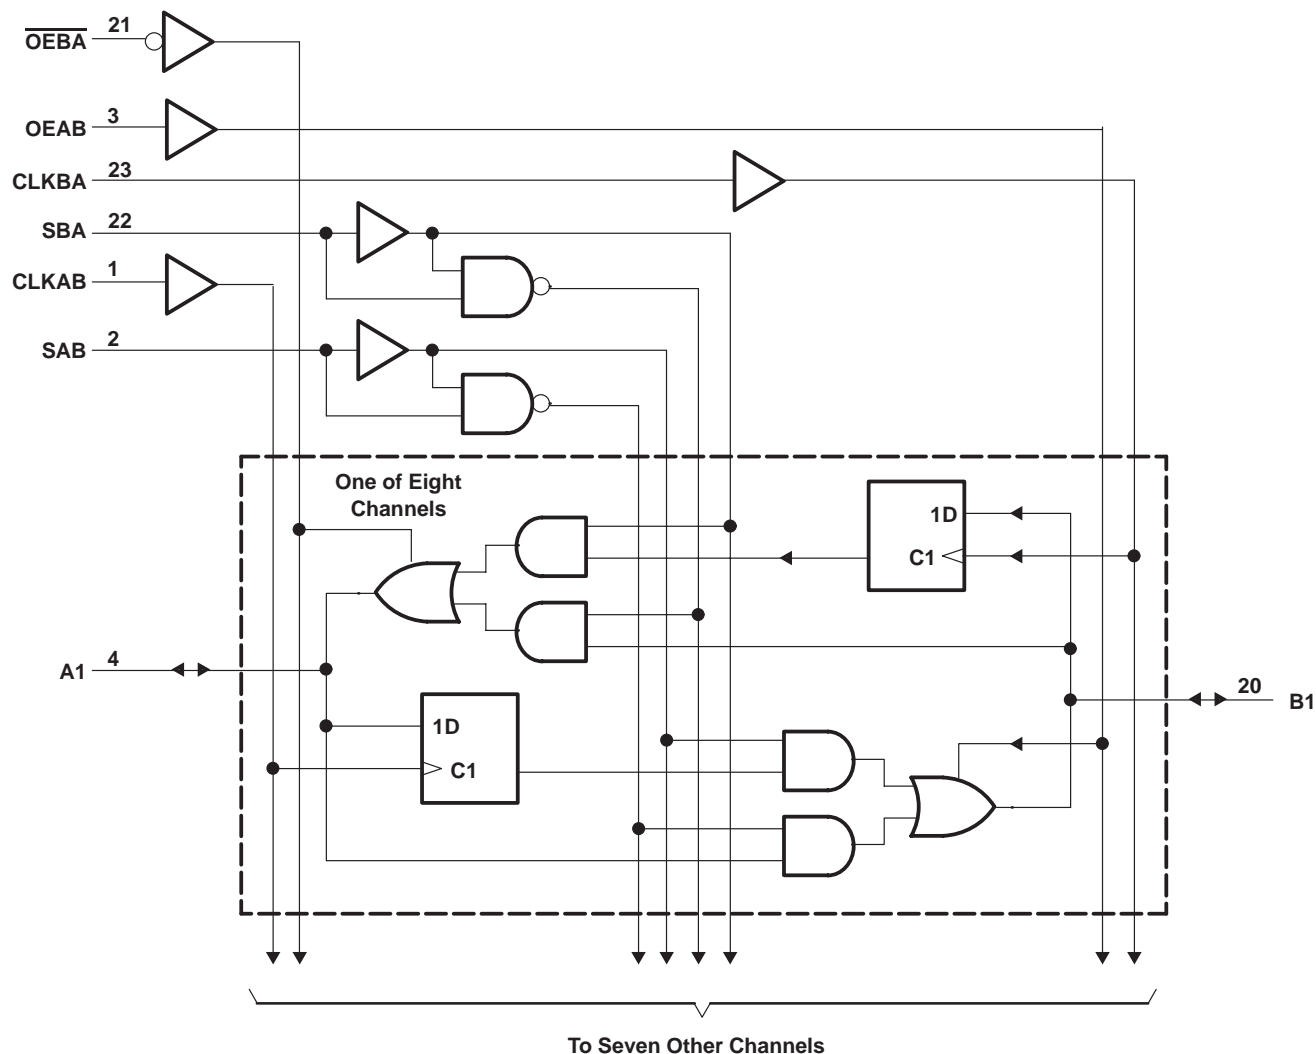 21
O̅E̅B̅A̅
3
OEAB
23
CLKBA
22
SBA
1
CLKAB
2
SAB
One of Eight
Channels
1D
C1
4
A1
20
B1
1D
C1
To Seven Other Channels